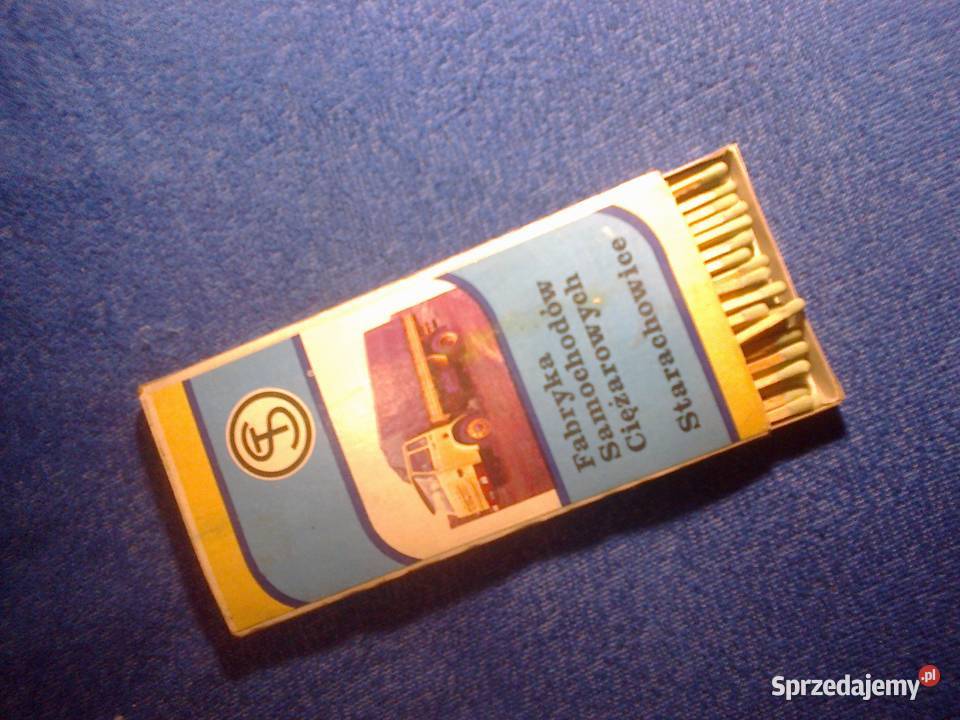 Fabryka
Samochodów
Ciężarowych
Starachowice
Sprzedajemy.pl